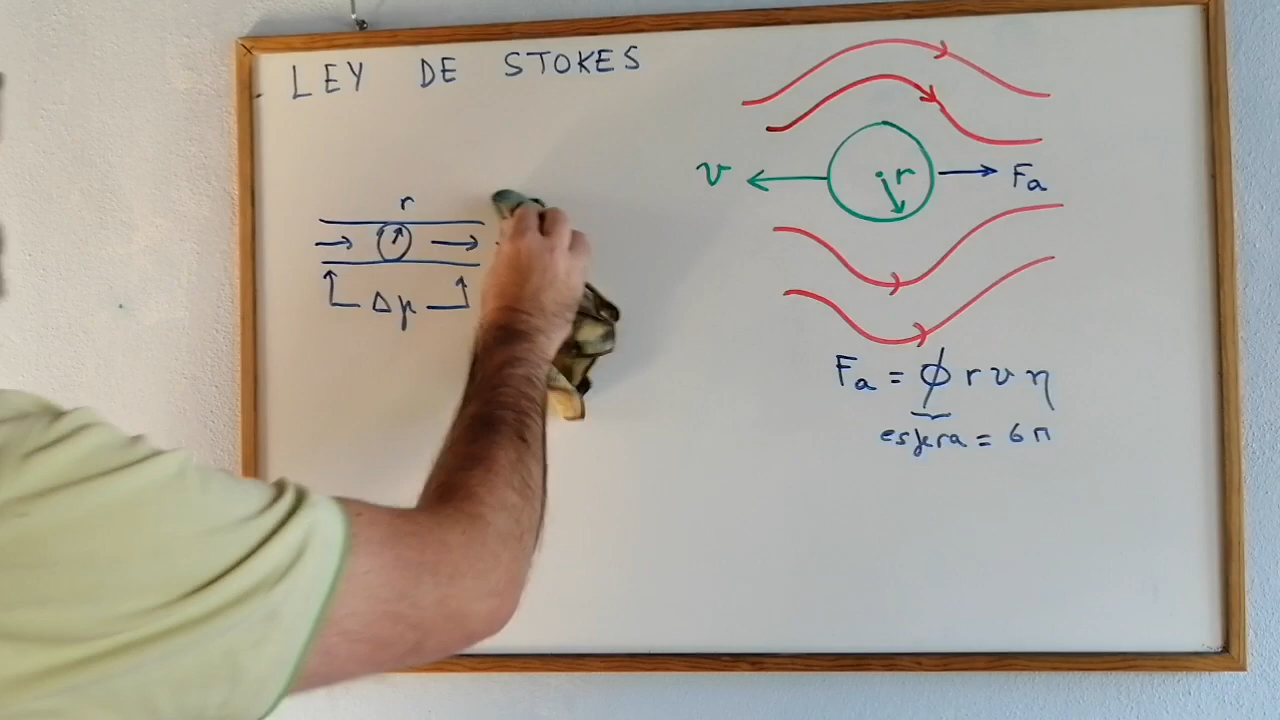 LEY DE STOKES
r
Δp
v
r
Fa
Fa = ϕ r v η
esfera = 6π